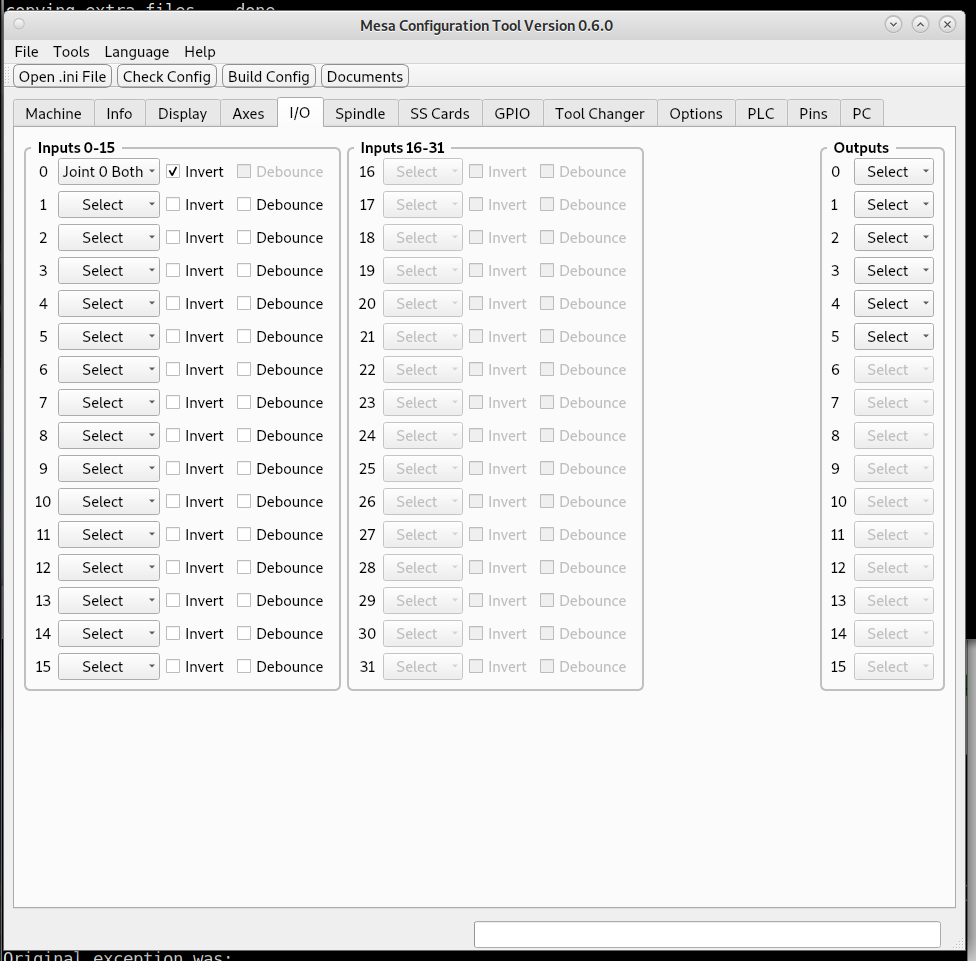 copying extra files... done
Mesa Configuration Tool Version 0.6.0
File Tools Language Help
Open .ini File Check Config Build Config Documents
Machine Info Display Axes I/O Spindle SS Cards GPIO Tool Changer Options PLC Pins PC
Inputs 0-15 Inputs 16-31 Outputs
0 Joint 0 Both Invert Debounce 16 Select Invert Debounce 0 Select
1 Select Invert Debounce 17 Select Invert Debounce 1 Select
2 Select Invert Debounce 18 Select Invert Debounce 2 Select
3 Select Invert Debounce 19 Select Invert Debounce 3 Select
4 Select Invert Debounce 20 Select Invert Debounce 4 Select
5 Select Invert Debounce 21 Select Invert Debounce 5 Select
6 Select Invert Debounce 22 Select Invert Debounce 6 Select
7 Select Invert Debounce 23 Select Invert Debounce 7 Select
8 Select Invert Debounce 24 Select Invert Debounce 8 Select
9 Select Invert Debounce 25 Select Invert Debounce 9 Select
10 Select Invert Debounce 26 Select Invert Debounce 10 Select
11 Select Invert Debounce 27 Select Invert Debounce 11 Select
12 Select Invert Debounce 28 Select Invert Debounce 12 Select
13 Select Invert Debounce 29 Select Invert Debounce 13 Select
14 Select Invert Debounce 30 Select Invert Debounce 14 Select
15 Select Invert Debounce 31 Select Invert Debounce 15 Select
Original exception was: